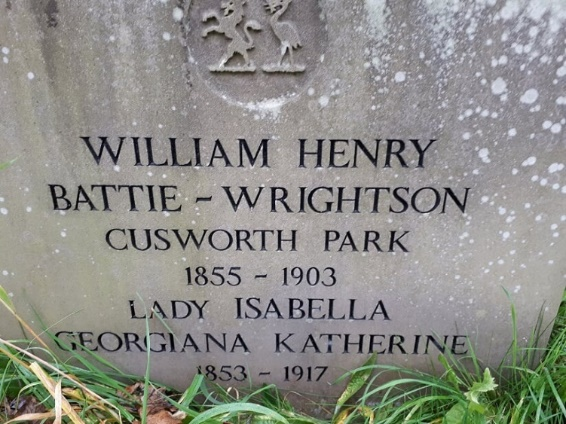 WILLIAM HENRY
BATTIE - WRIGHTSON
CUSWORTH PARK
1855 - 1903
LADY ISABELLA
GEORGIANA KATHERINE
1853 - 1917